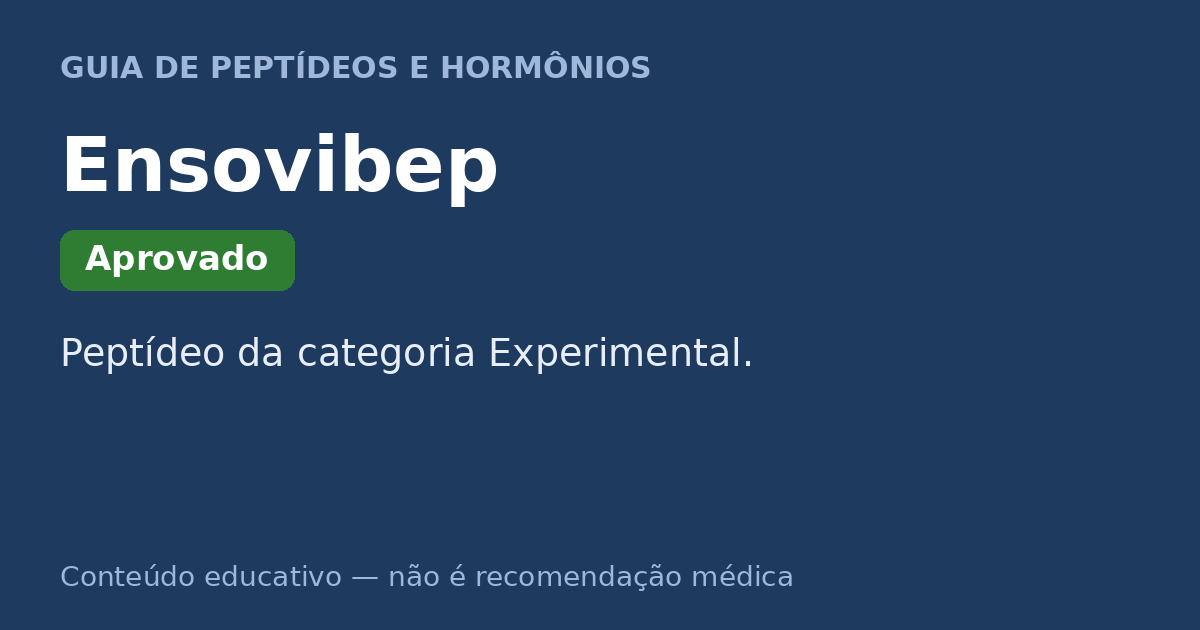 GUIA DE PEPTÍDEOS E HORMÔNIOS
Ensovibep
Aprovado
Peptídeo da categoria Experimental.
Conteúdo educativo — não é recomendação médica